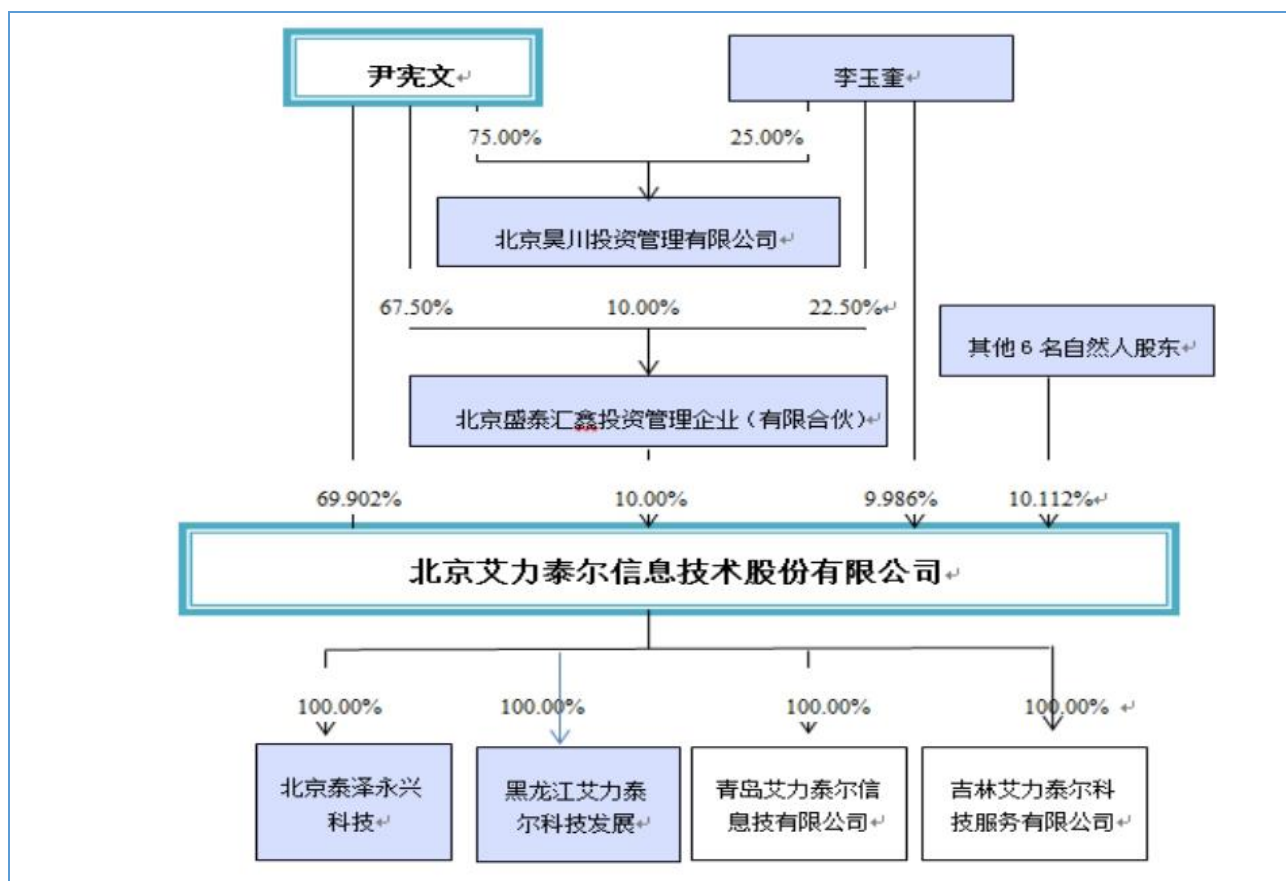 尹宪文↵
李玉奎↵
75.00%
25.00%
北京昊川投资管理有限公司↵
67.50%
10.00%
22.50%↵
其他 6 名自然人股东↵
北京盛泰汇鑫投资管理企业（有限合伙）↵
69.902%
10.00%
9.986%
10.112%↵
北京艾力泰尔信息技术股份有限公司↵
100.00%
100.00%
100.00%
100.00% ↵
北京泰泽永兴
科技↵
黑龙江艾力泰
尔科技发展↵
青岛艾力泰尔信
息技有限公司↵
吉林艾力泰尔科
技服务有限公司↵